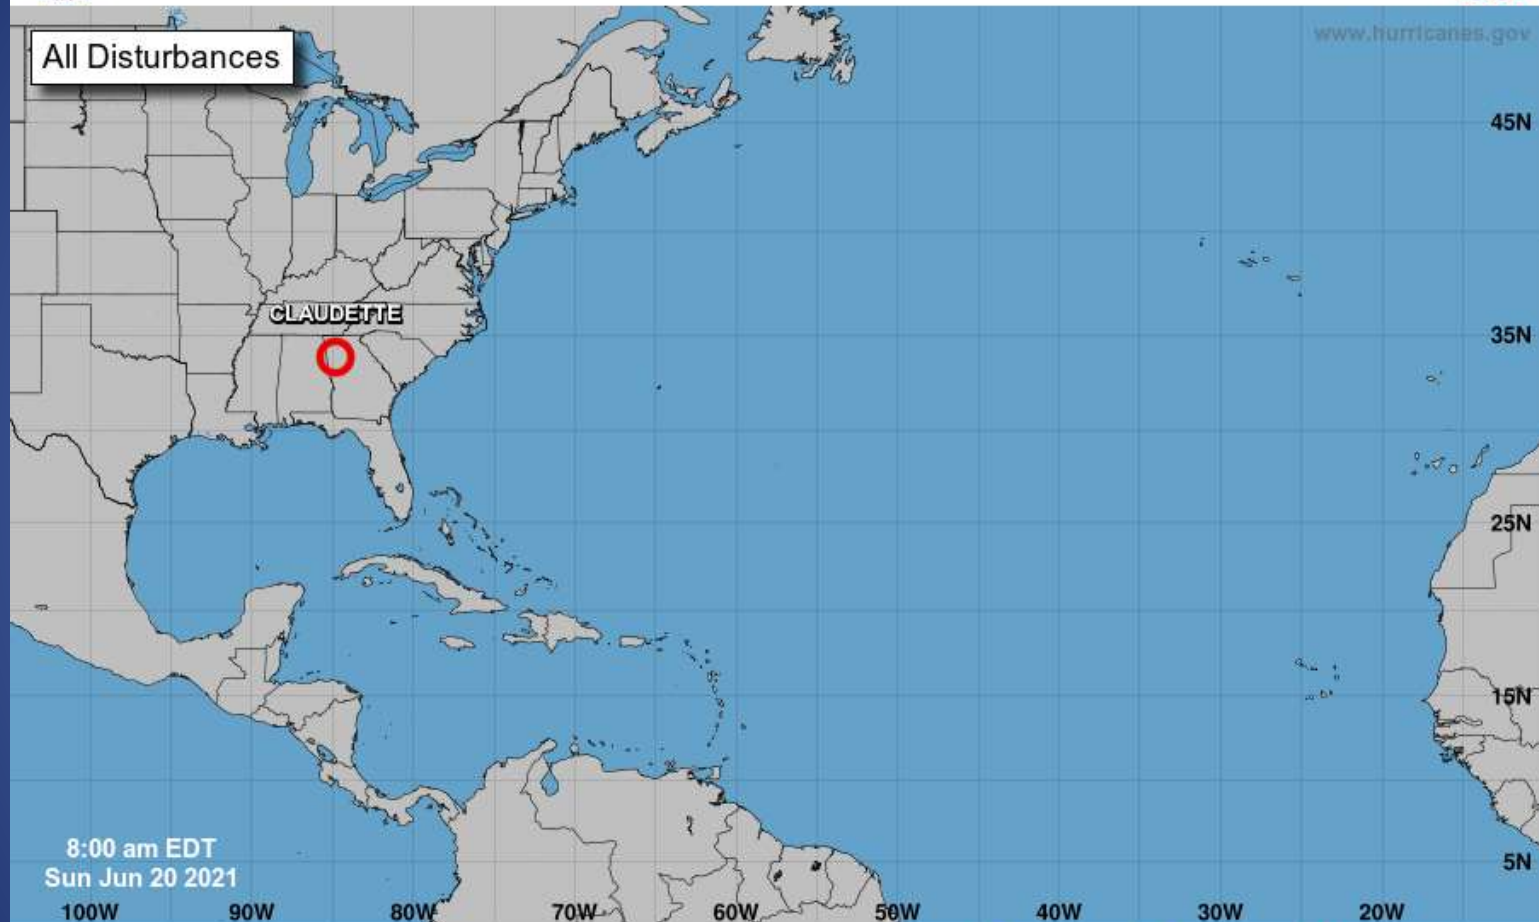 All Disturbances
www.hurricanes.gov
45N
CLAUDETTE
35N
25N
15N
8:00 am EDT
Sun Jun 20 2021
5N
100W 90W 80W 70W 60W 50W 40W 30W 20W